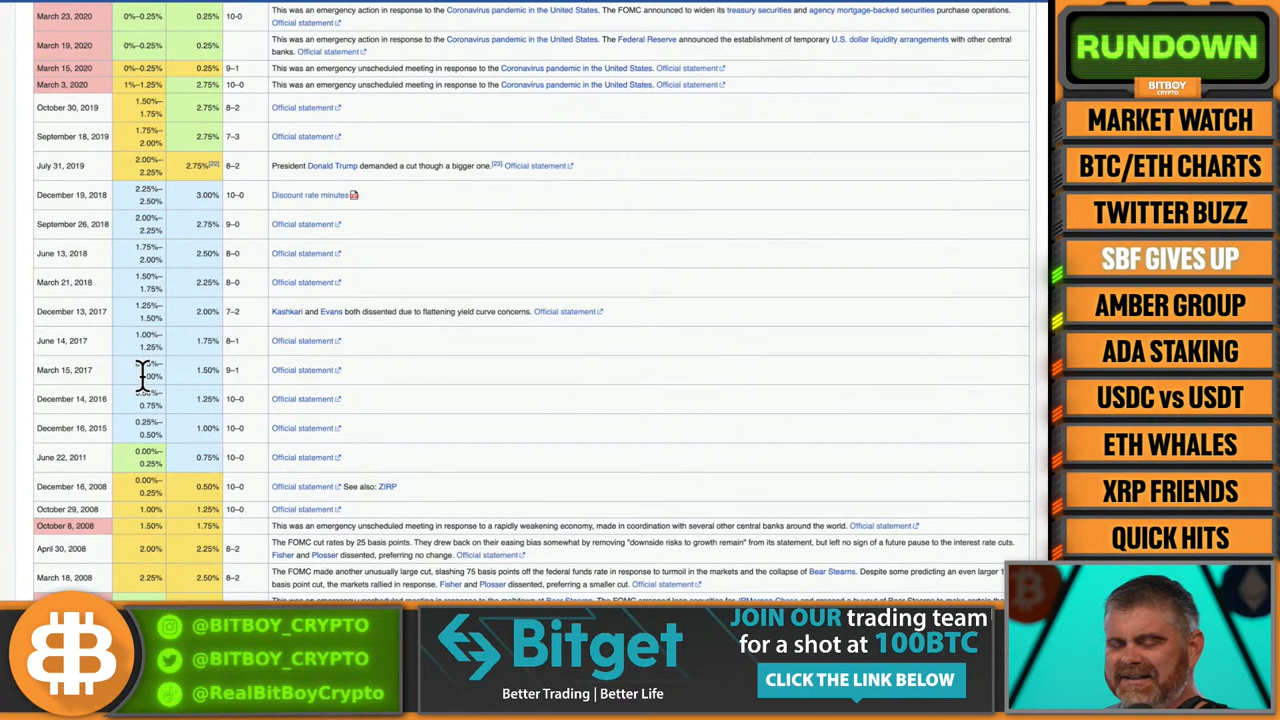 March 23, 2020 0%–0.25% 0.25% 10-0 This was an emergency action in response to the Coronavirus pandemic in the United States. The FOMC announced to widen its treasury securities and agency mortgage-backed securities purchase operations.
Official statement
March 19, 2020 0%–0.25% 0.25% This was an emergency action in response to the Coronavirus pandemic in the United States. The Federal Reserve announced the establishment of temporary U.S. dollar liquidity arrangements with other central
banks. Official statement
March 15, 2020 0%–0.25% 0.25% 9–1 This was an emergency unscheduled meeting in response to the Coronavirus pandemic in the United States. Official statement
March 3, 2020 1%–1.25% 2.75% 10-0 This was an emergency unscheduled meeting in response to the Coronavirus pandemic in the United States. Official statement
October 30, 2019 1.50%– 1.75% 2.75% 8–2 Official statement
September 18, 2019 1.75%– 2.00% 2.75% 7–3 Official statement
July 31, 2019 2.00%– 2.25% 2.75%[22] 8–2 President Donald Trump demanded a cut though a bigger one.[23] Official statement
December 19, 2018 2.25%– 2.50% 3.00% 10–0 Discount rate minutes
September 26, 2018 2.00%– 2.25% 2.75% 9–0 Official statement
June 13, 2018 1.75%– 2.00% 2.50% 8–0 Official statement
March 21, 2018 1.50%– 1.75% 2.25% 8–0 Official statement
December 13, 2017 1.25%– 1.50% 2.00% 7–2 Kashkari and Evans both dissented due to flattening yield curve concerns. Official statement
June 14, 2017 1.00%– 1.25% 1.75% 8–1 Official statement
March 15, 2017 1.50% 9–1 Official statement
December 14, 2016 0.75% 1.25% 10–0 Official statement
December 16, 2015 0.25%– 0.50% 1.00% 10–0 Official statement
June 22, 2011 0.00%– 0.25% 0.75% 10–0 Official statement
December 16, 2008 0.00%– 0.25% 0.50% 10–0 Official statement See also: ZIRP
October 29, 2008 1.00% 1.25% 10–0 Official statement
October 8, 2008 1.50% 1.75% This was an emergency unscheduled meeting in response to a rapidly weakening economy, made in coordination with several other central banks around the world. Official statement
April 30, 2008 2.00% 2.25% 8–2 The FOMC cut rates by 25 basis points. They drew back on their easing bias somewhat by removing "downside risks to growth remain" from its statement, but left no sign of a future pause to the interest rate cuts.
Fisher and Plosser dissented, preferring no change. Official statement
March 18, 2008 2.25% 2.50% 8–2 The FOMC made another unusually large cut, slashing 75 basis points off the federal funds rate in response to turmoil in the markets and the collapse of Bear Stearns. Despite some predicting an even larger 1
basis point cut, the markets rallied in response. Fisher and Plosser dissented, preferring a smaller cut. Official statement
RUNDOWN
BITBOY
CRYPTO
MARKET WATCH
BTC/ETH CHARTS
TWITTER BUZZ
SBF GIVES UP
AMBER GROUP
ADA STAKING
USDC vs USDT
ETH WHALES
XRP FRIENDS
QUICK HITS
@BITBOY_CRYPTO
@BITBOY_CRYPTO
@RealBitBoyCrypto
Bitget
Better Trading | Better Life
JOIN OUR trading team
for a shot at 100BTC
CLICK THE LINK BELOW